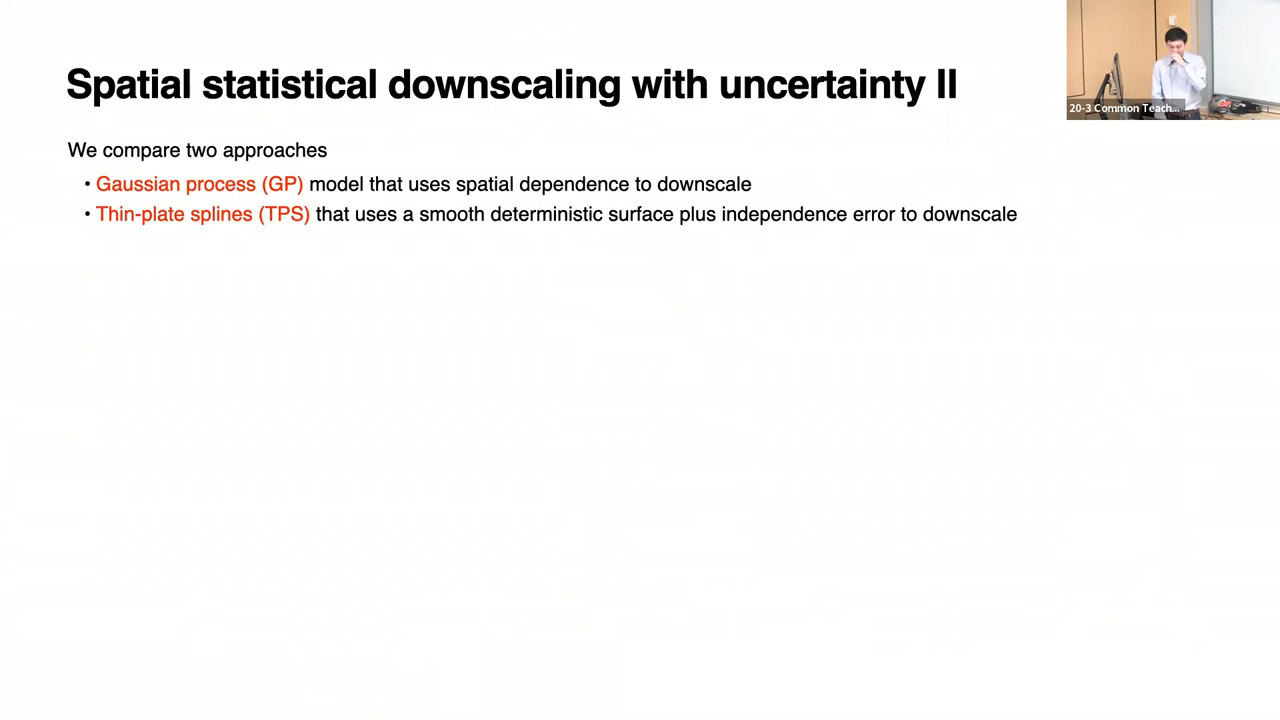 Spatial statistical downscaling with uncertainty II
20-3 Common Teach...
We compare two approaches
• Gaussian process (GP) model that uses spatial dependence to downscale
• Thin-plate splines (TPS) that uses a smooth deterministic surface plus independence error to downscale